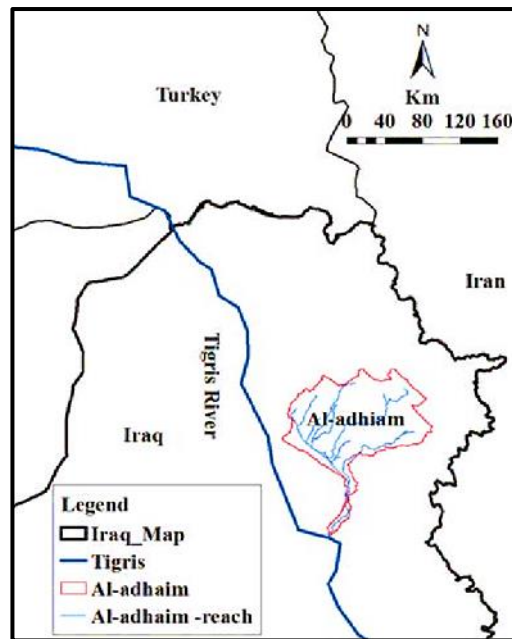 N
Turkey
Km
0 40 80 120 160
Iran
Tigris River
Al-adhiam
Iraq
Legend
Iraq_Map
Tigris
Al-adhaim
Al-adhaim -reach